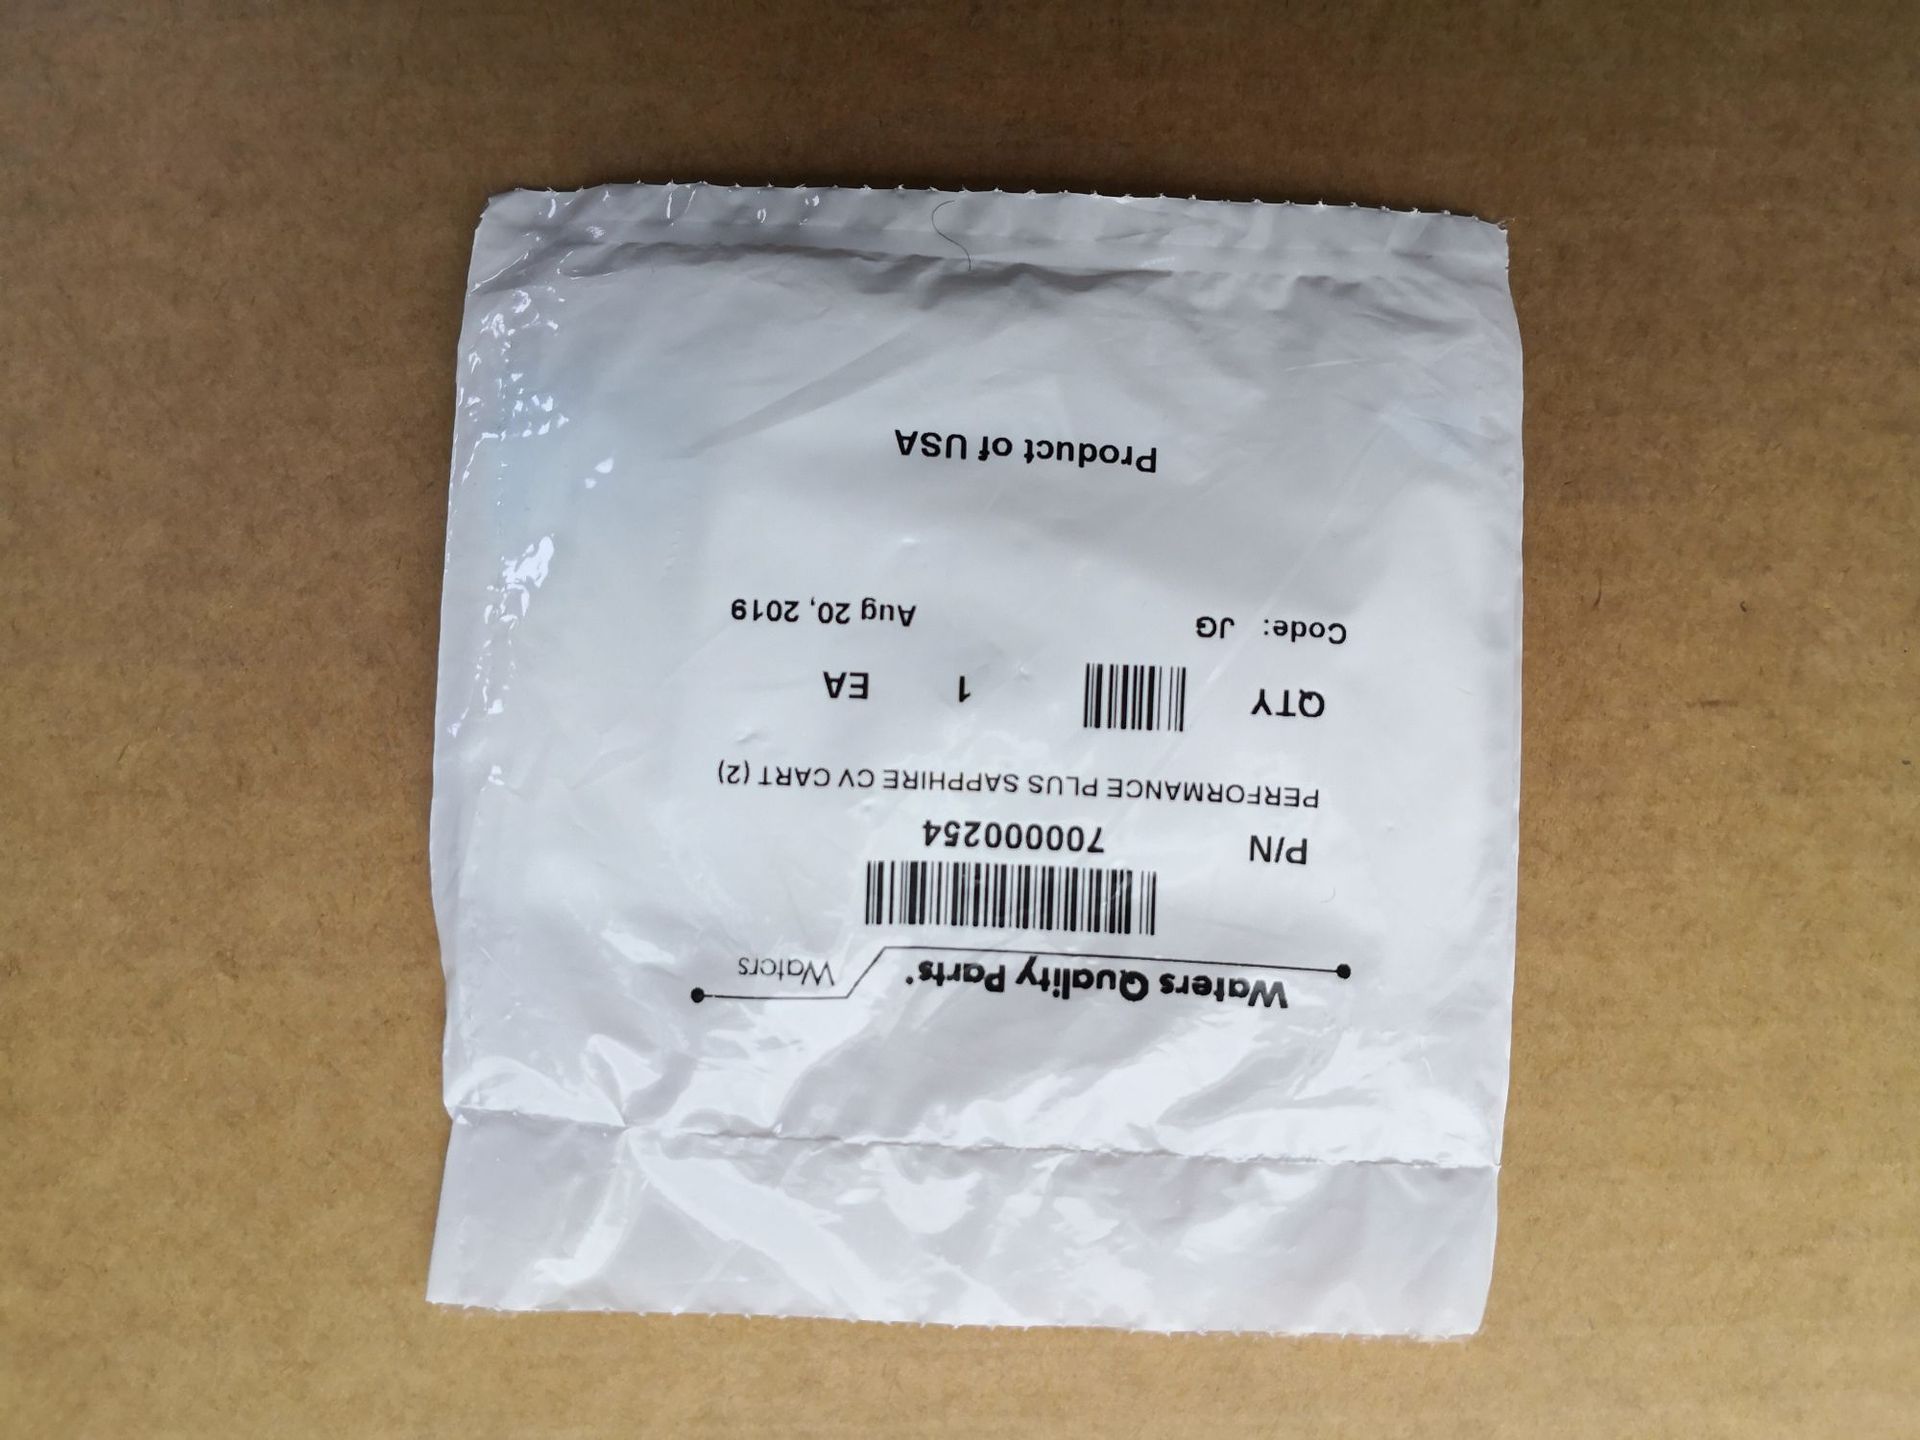 Waters Quality Parts
Waters
P/N 700000254
PERFORMANCE PLUS SAPPHIRE CV CART (2)
QTY 1 EA
Code: JG Aug 20, 2019
Product of USA